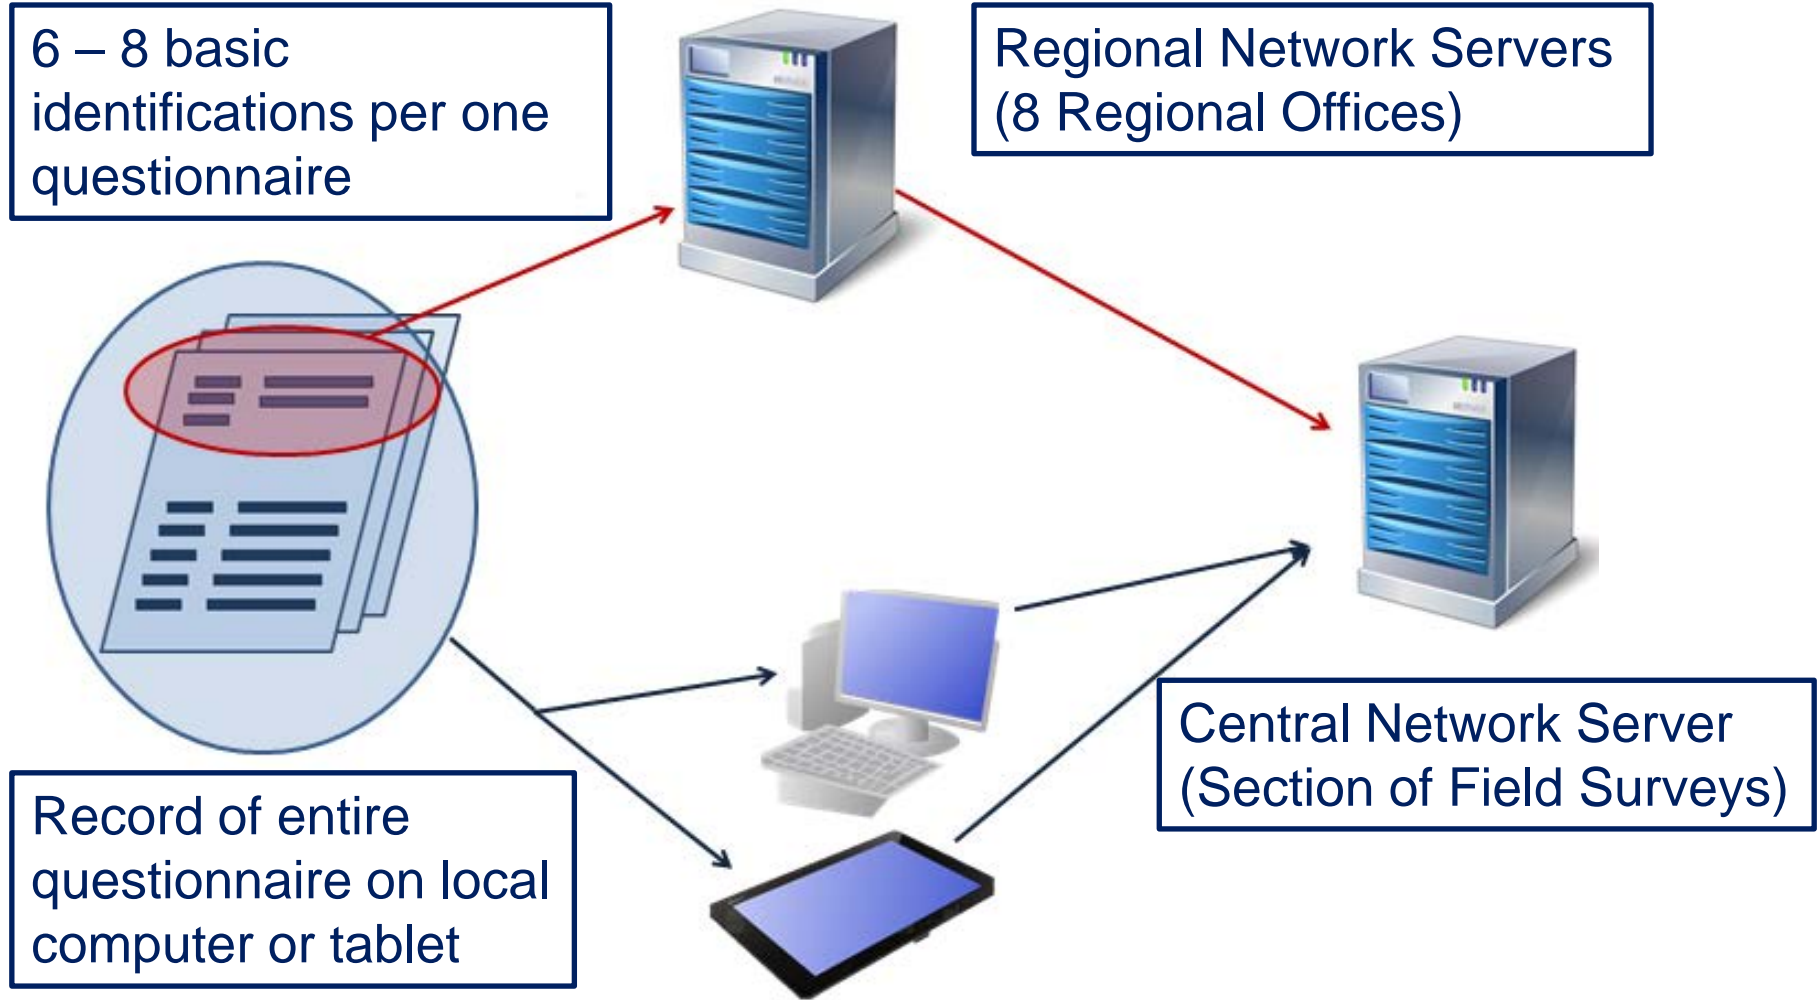 6 – 8 basic
identifications per one
questionnaire
Regional Network Servers
(8 Regional Offices)
Central Network Server
(Section of Field Surveys)
Record of entire
questionnaire on local
computer or tablet